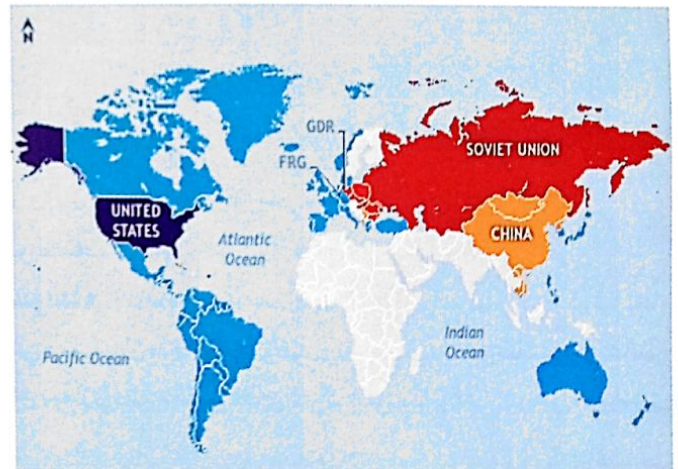 N
GDR
FRG
SOVIET UNION
UNITED
STATES
CHINA
Atlantic
Ocean
Indian
Ocean
Pacific Ocean